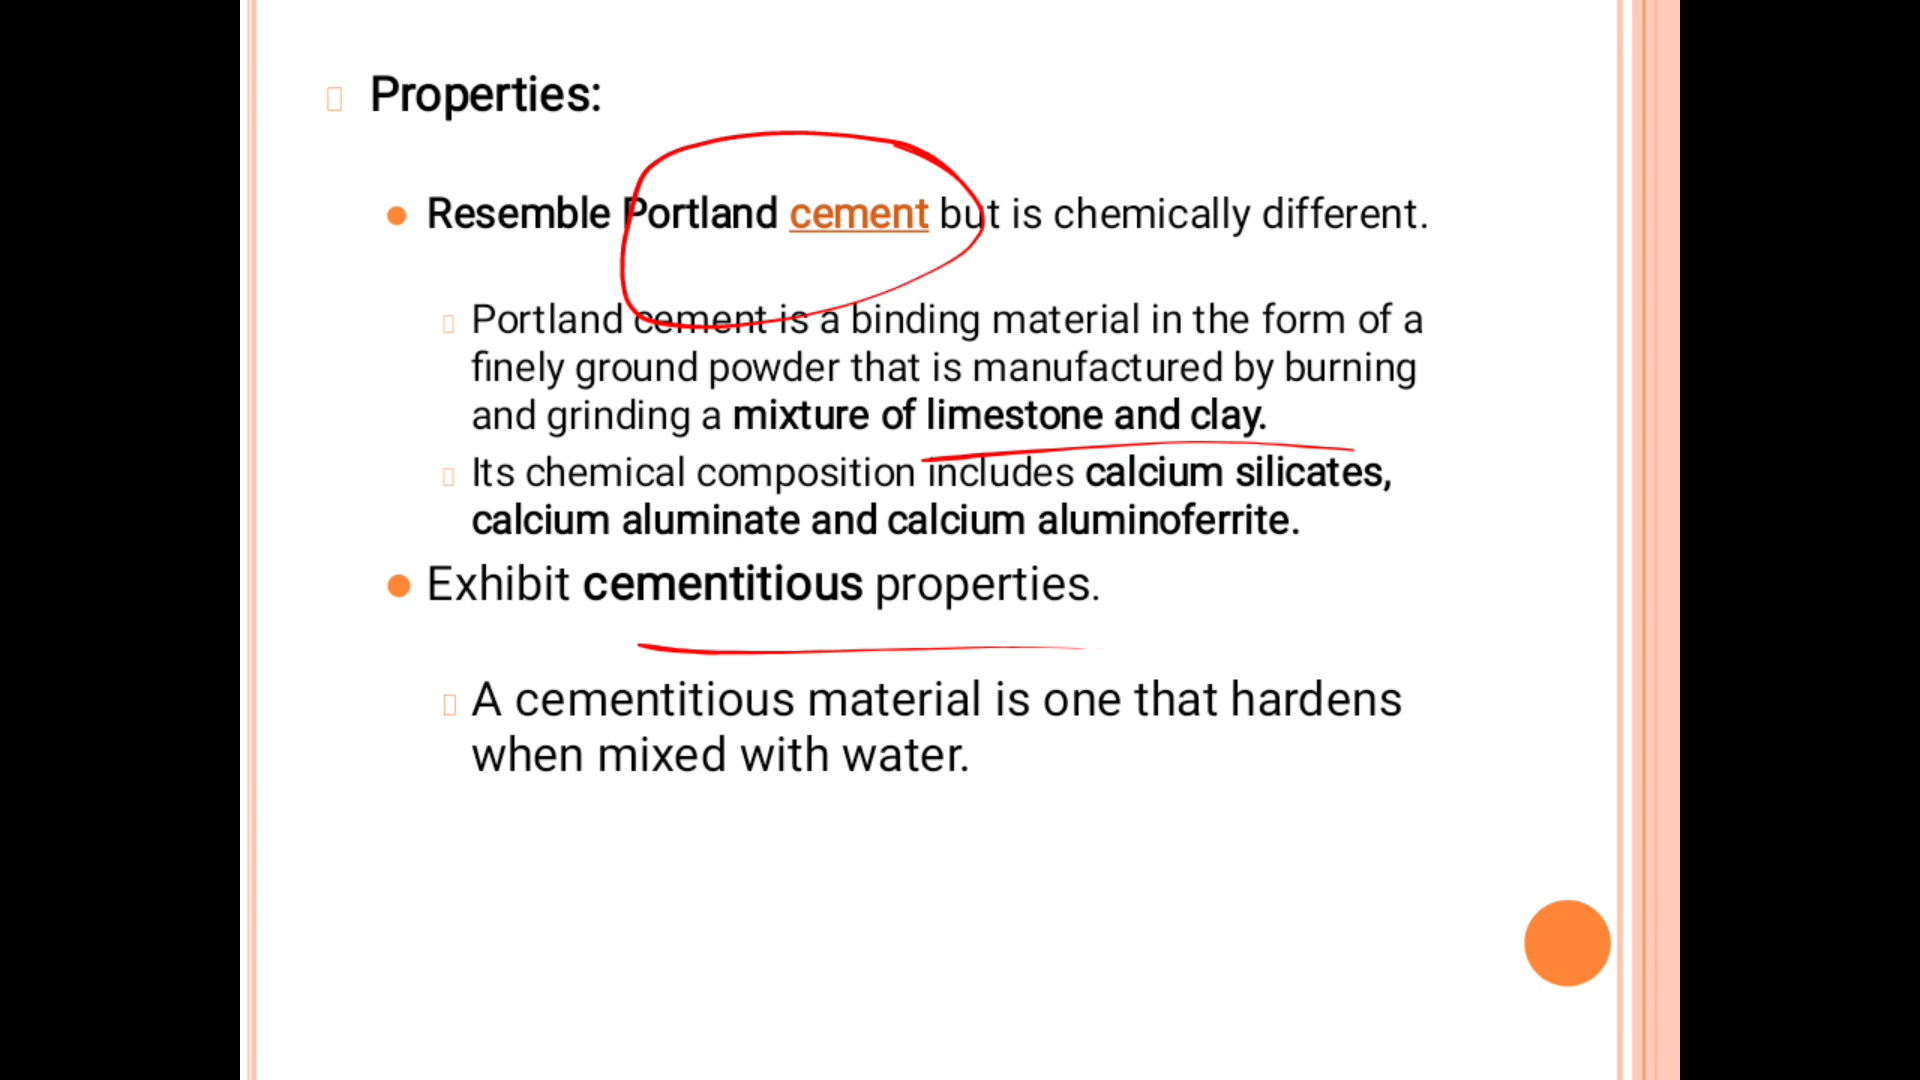 Properties:
Resemble Portland cement but is chemically different.
Portland cement is a binding material in the form of a
finely ground powder that is manufactured by burning
and grinding a mixture of limestone and clay.
Its chemical composition includes calcium silicates,
calcium aluminate and calcium aluminoferrite.
Exhibit cementitious properties.
A cementitious material is one that hardens
when mixed with water.